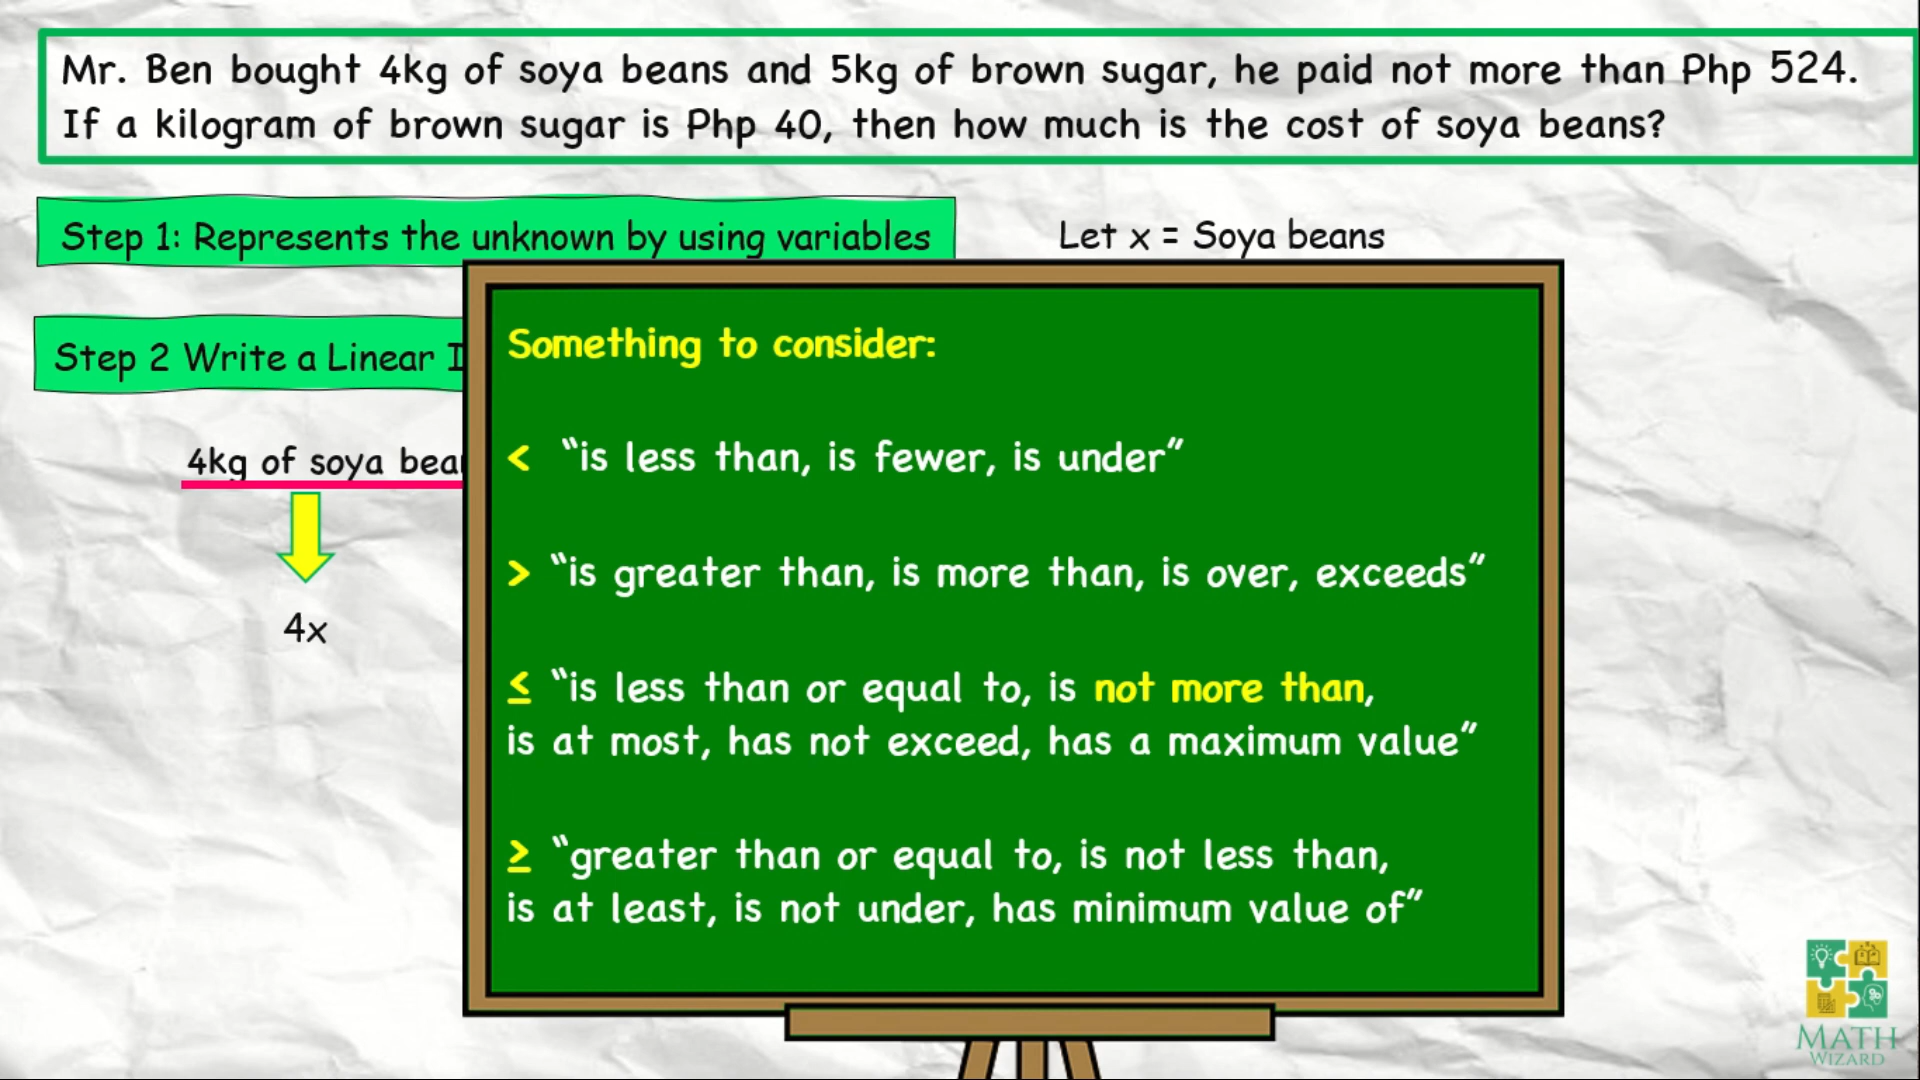 Mr. Ben bought 4kg of soya beans and 5kg of brown sugar, he paid not more than Php 524.
If a kilogram of brown sugar is Php 40, then how much is the cost of soya beans?
Step 1: Represents the unknown by using variables
Let x = Soya beans
Step 2 Write a Linear
4kg of soya
4x
Something to consider:
< “is less than, is fewer, is under”
> “is greater than, is more than, is over, exceeds”
≤ “is less than or equal to, is not more than,
is at most, has not exceed, has a maximum value”
≥ “greater than or equal to, is not less than,
is at least, is not under, has minimum value of”
MATH
WIZARD